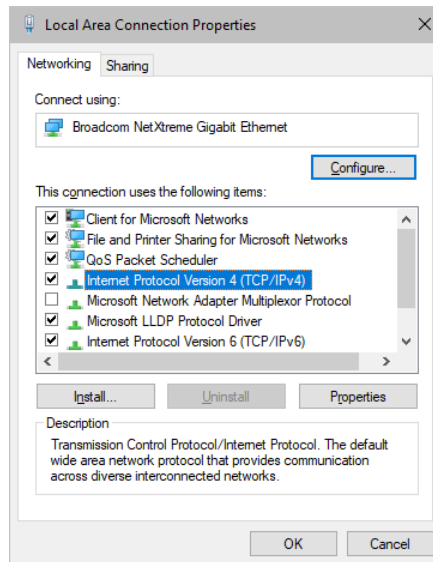 Local Area Connection Properties
Networking Sharing
Connect using:
Broadcom NetXtreme Gigabit Ethernet
Configure...
This connection uses the following items:
Client for Microsoft Networks
File and Printer Sharing for Microsoft Networks
QoS Packet Scheduler
Internet Protocol Version 4 (TCP/IPv4)
Microsoft Network Adapter Multiplexor Protocol
Microsoft LLDP Protocol Driver
Internet Protocol Version 6 (TCP/IPv6)
Install... Uninstall Properties
Description
Transmission Control Protocol/Internet Protocol. The default
wide area network protocol that provides communication
across diverse interconnected networks.
OK Cancel